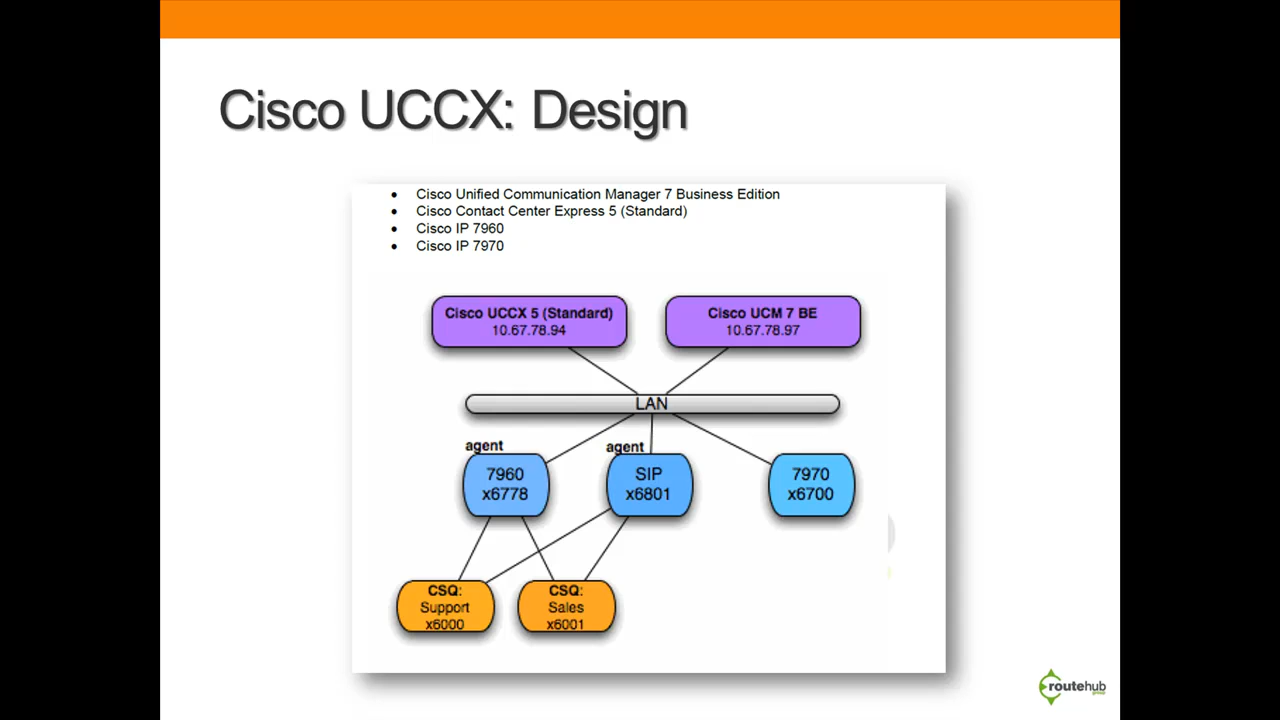 Cisco UCCX: Design
• Cisco Unified Communication Manager 7 Business Edition
• Cisco Contact Center Express 5 (Standard)
• Cisco IP 7960
• Cisco IP 7970
Cisco UCCX 5 (Standard)
10.67.78.94
Cisco UCM 7 BE
10.67.78.97
LAN
agent
7960
x6778
agent
SIP
x6801
7970
x6700
CSQ:
Support
x6000
CSQ:
Sales
x6001
routehub
group